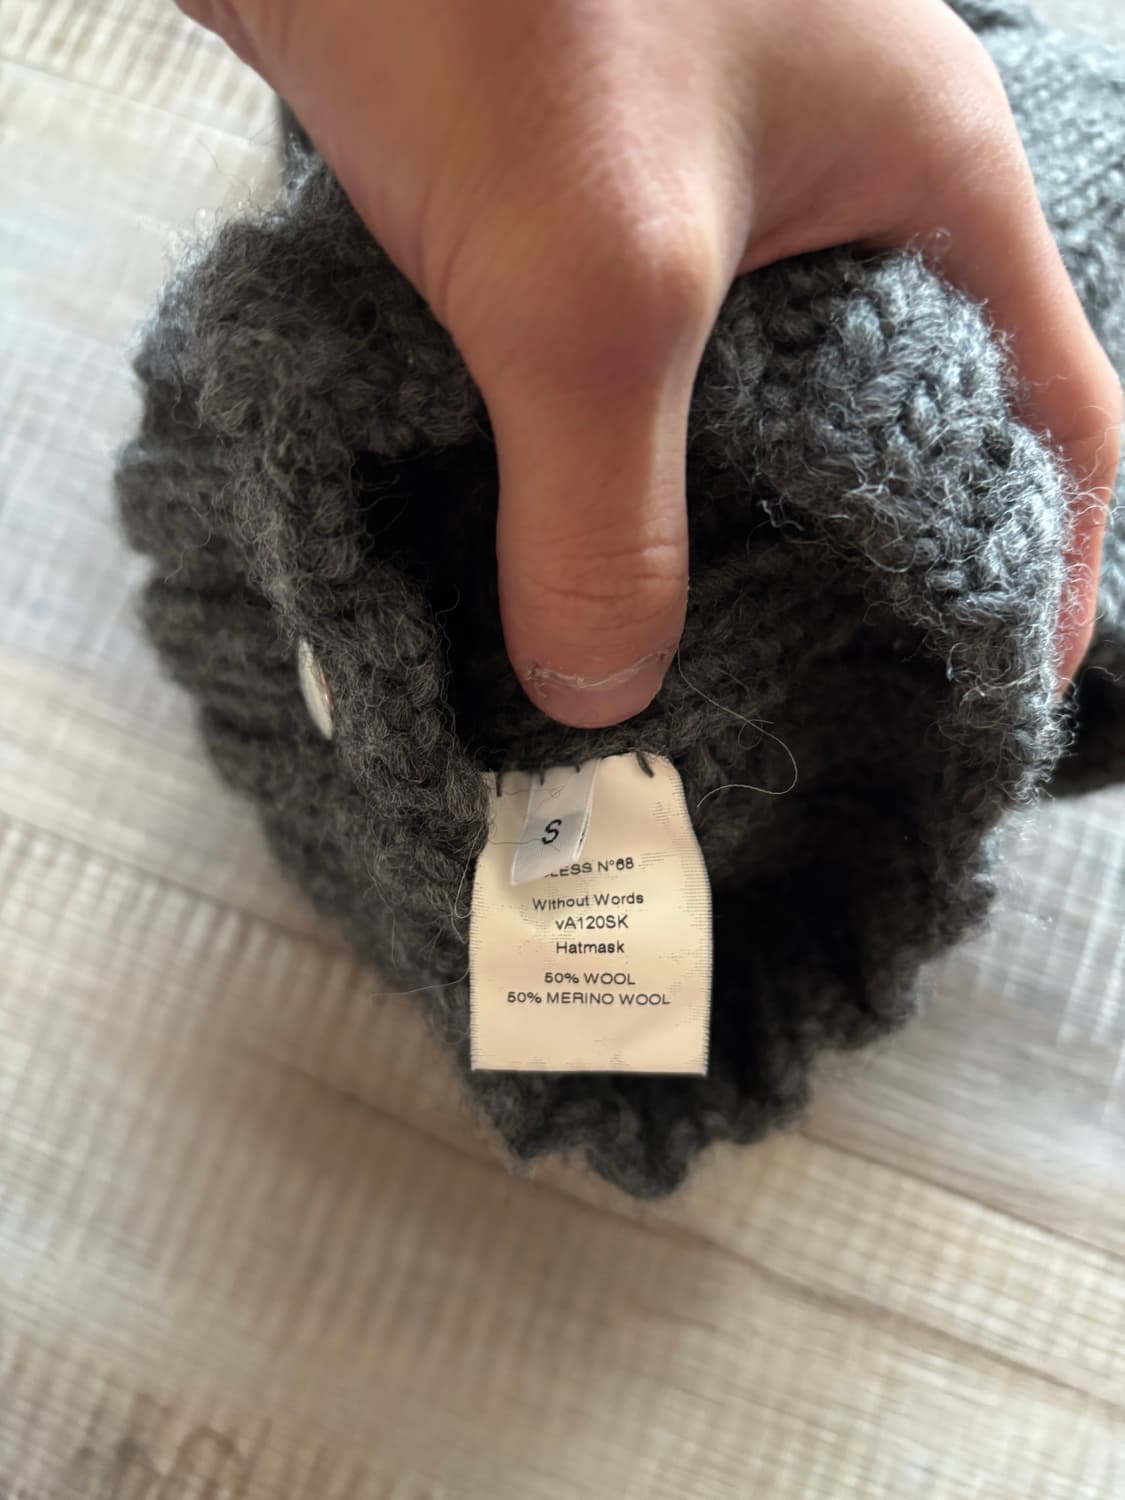 S
LESS N°68
Without Words
vA120SK
Hatmask
50% WOOL
50% MERINO WOOL